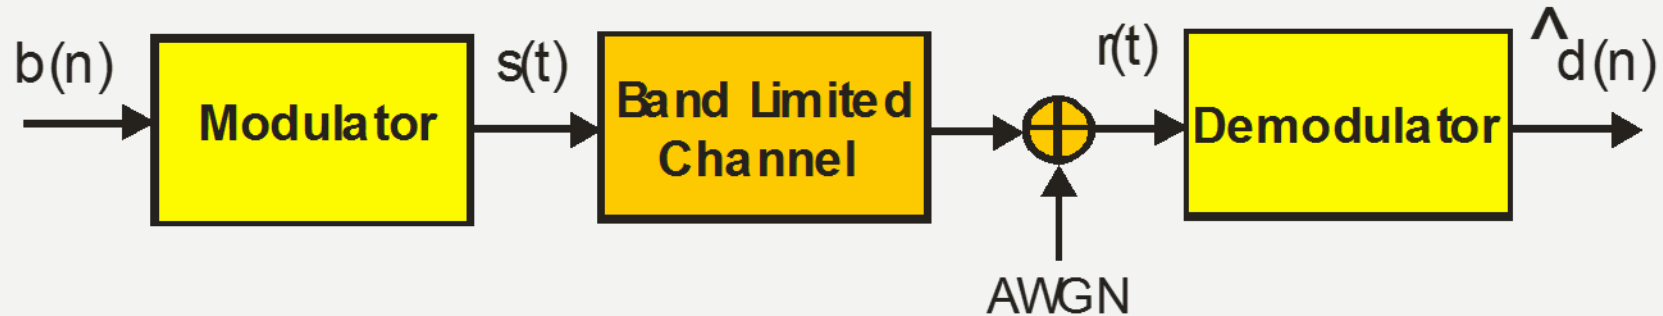 b(n)
Modulator
s(t)
Band Limited
Channel
AWGN
r(t)
Demodulator
^
d(n)